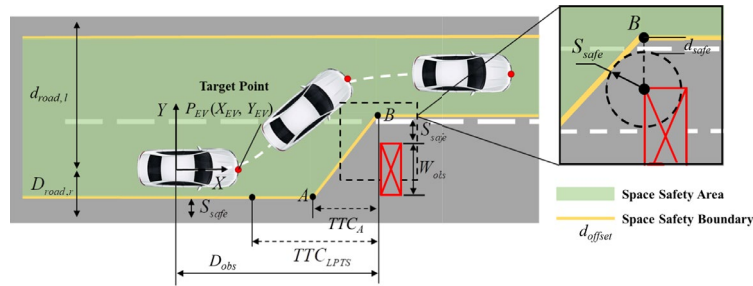 d_road,l
D_road,r
Y
Target Point
P_EV(X_EV, Y_EV)
X
S_safe
A
B
S_safe
W_obs
TTC_A
TTC_LPTS
D_obs
B
S_safe
d_safe
Space Safety Area
Space Safety Boundary
d_offset